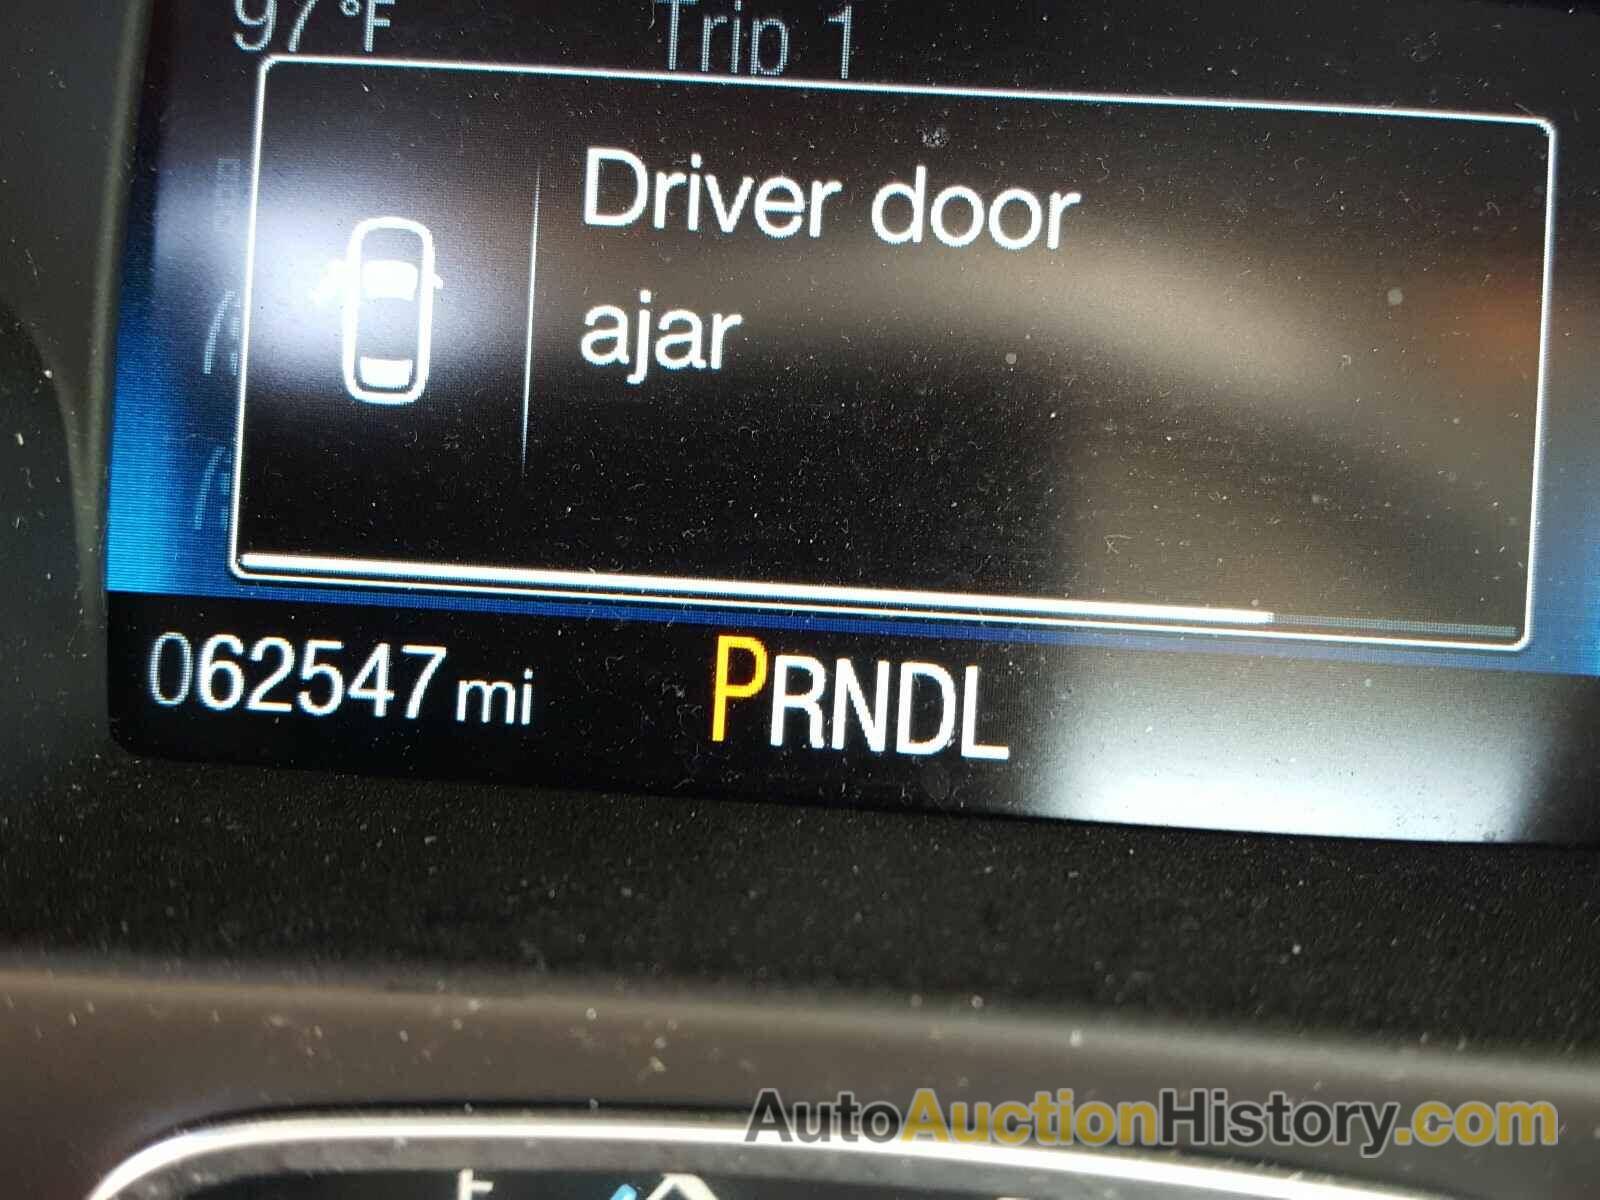 97°F Trip 1
Driver door
ajar
062547 mi PRNDL
AutoAuctionHistory.com